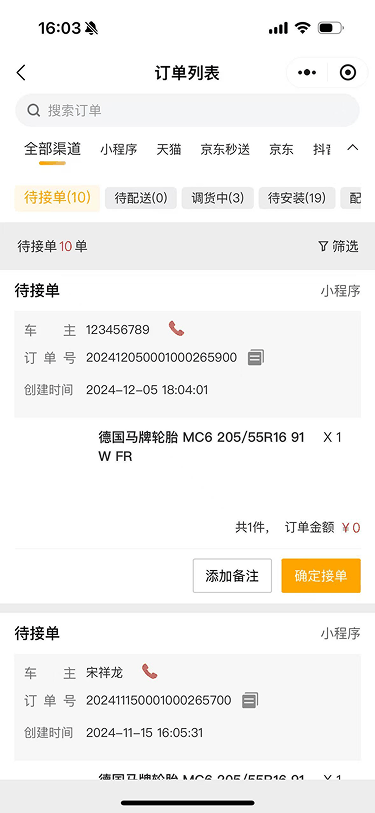 16:03
订单列表
搜索订单
全部渠道 小程序 天猫 京东秒送 京东 抖音
待接单(10) 待配送(0) 调货中(3) 待安装(19) 配
待接单10单 筛选
待接单 小程序
车主 123456789
订单号 202412050001000265900
创建时间 2024-12-05 18:04:01
德国马牌轮胎 MC6 205/55R16 91 X 1
W FR
共1件， 订单金额 ￥0
添加备注 确定接单
待接单 小程序
车主 宋祥龙
订单号 202411150001000265700
创建时间 2024-11-15 16:05:31
德国马牌轮胎 MC6 205/55R16 91 X 1